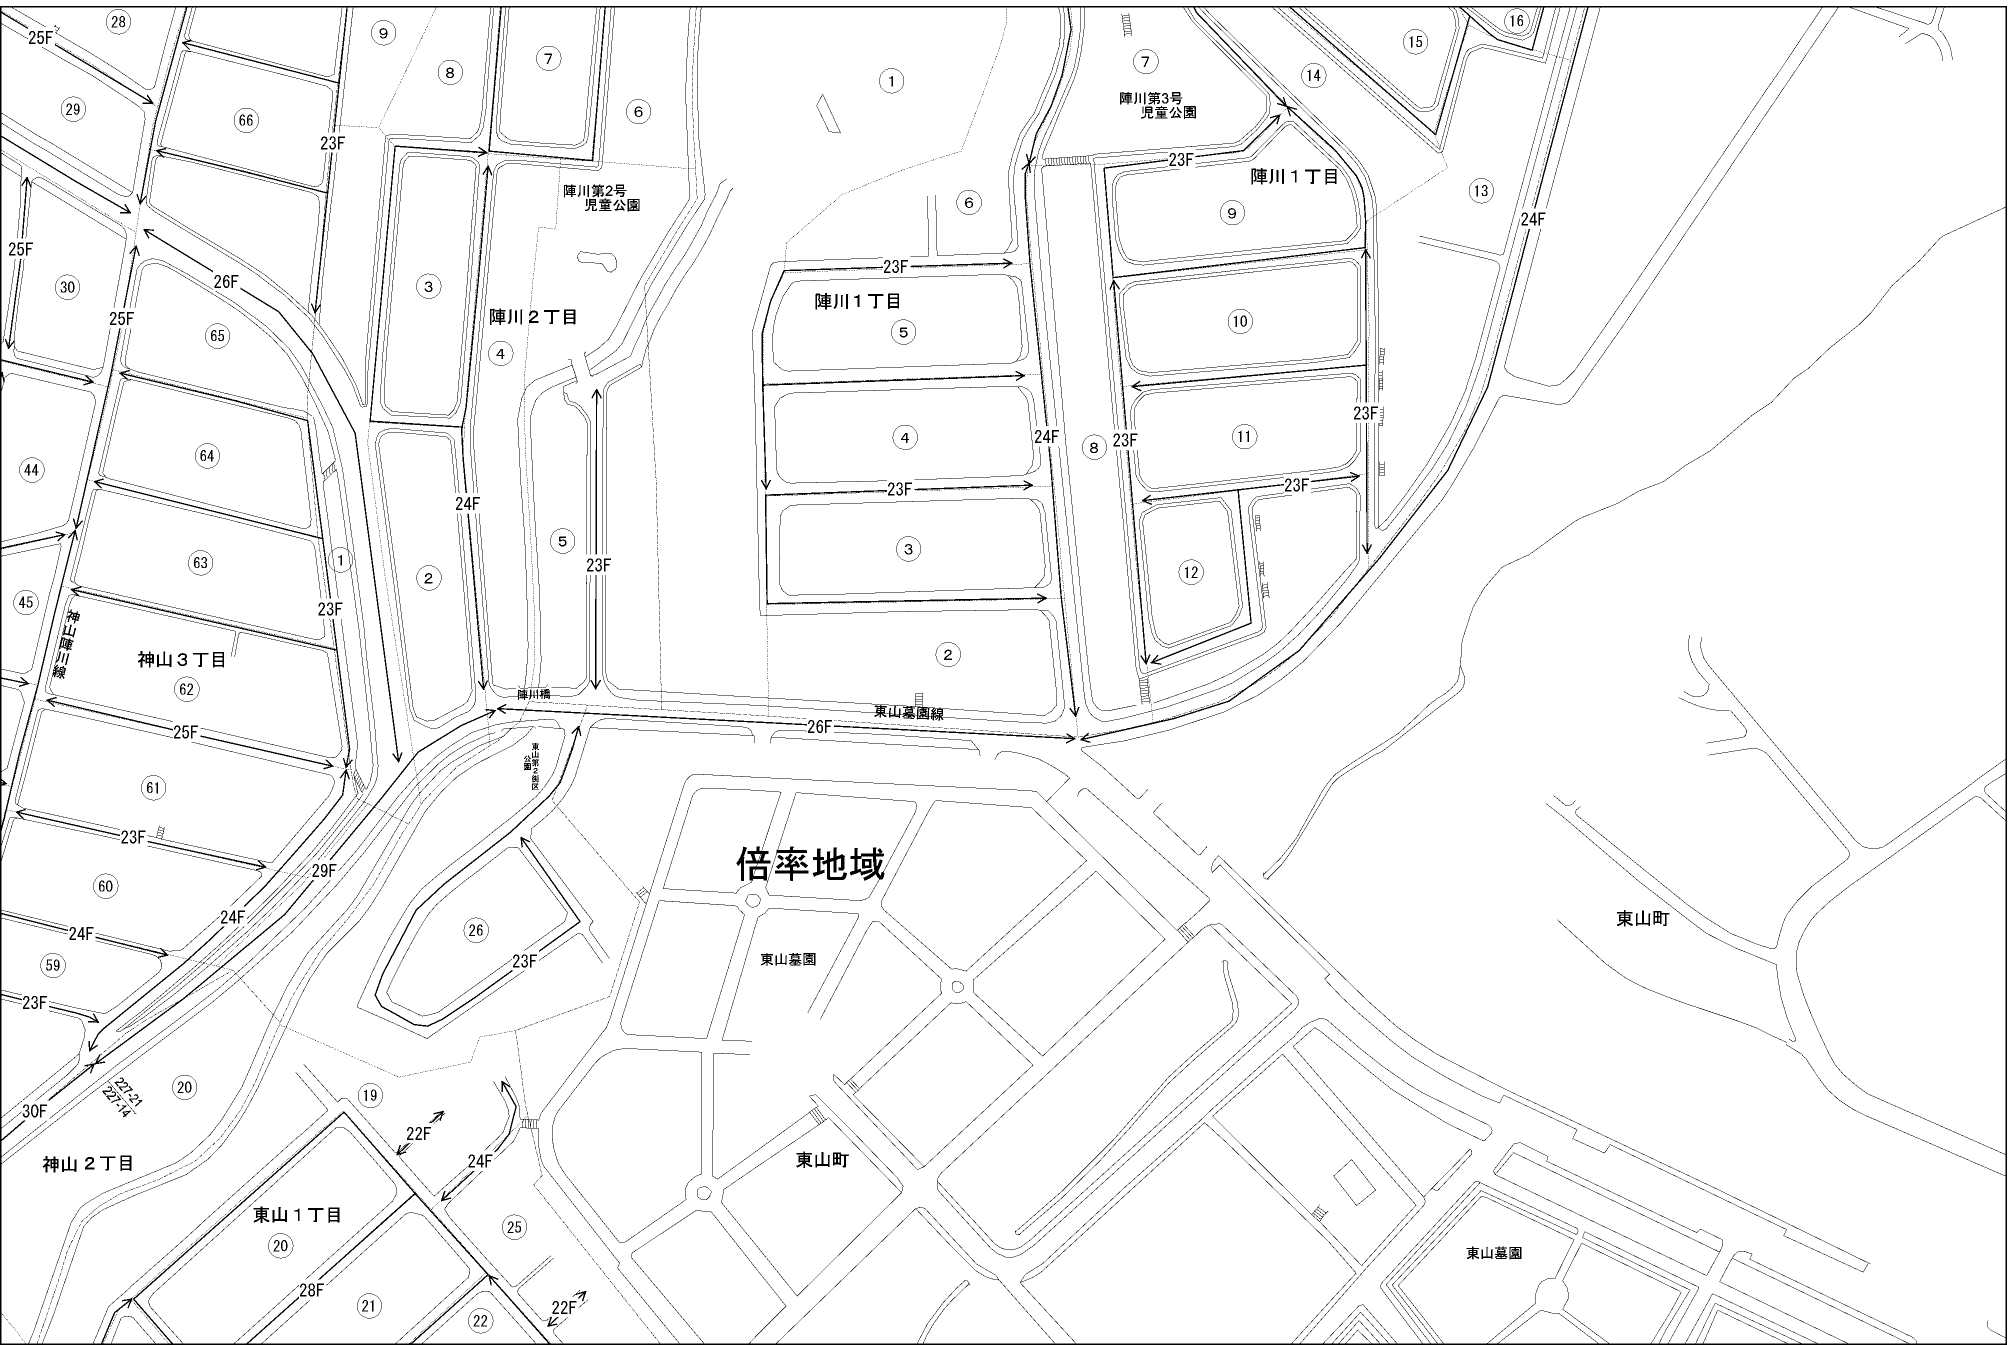 28
⑨
25F
⑧
⑦
①
⑦
15
16
14
29
66
⑥
陣川第3号
児童公園
23F
23F
陣川1丁目
13
陣川第2号
児童公園
⑥
⑨
24F
25F
26F
30
③
23F
陣川2丁目
陣川1丁目
25F
65
④
⑤
10
44
64
④
24F
⑧
23F
11
23F
24F
23F
23F
⑤
③
63
①
②
23F
12
45
23F
神山陣川線
神山3丁目
62
②
陣川橋
東山墓園線
25F
26F
東山第2街区
公園
61
23F
倍率地域
60
29F
24F
26
24F
東山町
59
23F
東山墓園
23F
227-21
227-14
20
19
30F
22F
24F
神山2丁目
東山町
東山1丁目
20
25
東山墓園
28F
21
22F
22